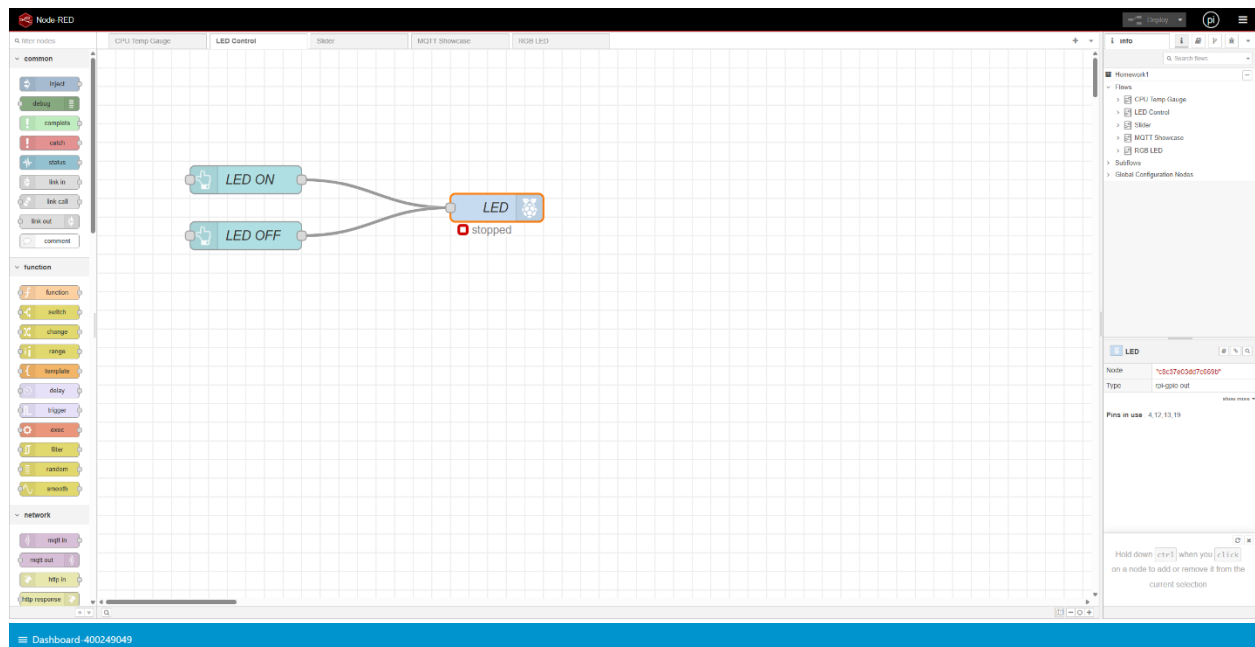 Node-RED
Deploy
pi
filter nodes
CPU Temp Gauge
LED Control
Slider
MQTT Showcase
RGB LED
info
common
inject
debug
complete
catch
status
link in
link call
link out
comment
function
function
switch
change
range
template
delay
trigger
exec
filter
random
smooth
network
mqtt in
mqtt out
http in
http response
LED ON
LED OFF
LED
stopped
Search flows
Homework1
Flows
CPU Temp Gauge
LED Control
Slider
MQTT Showcase
RGB LED
Subflows
Global Configuration Nodes
LED
Node
Type rpi-gpio out
show more
Pins in use 4,12,13,19
Hold down ctrl when you click
on a node to add or remove it from the
current selection
Dashboard-400249049